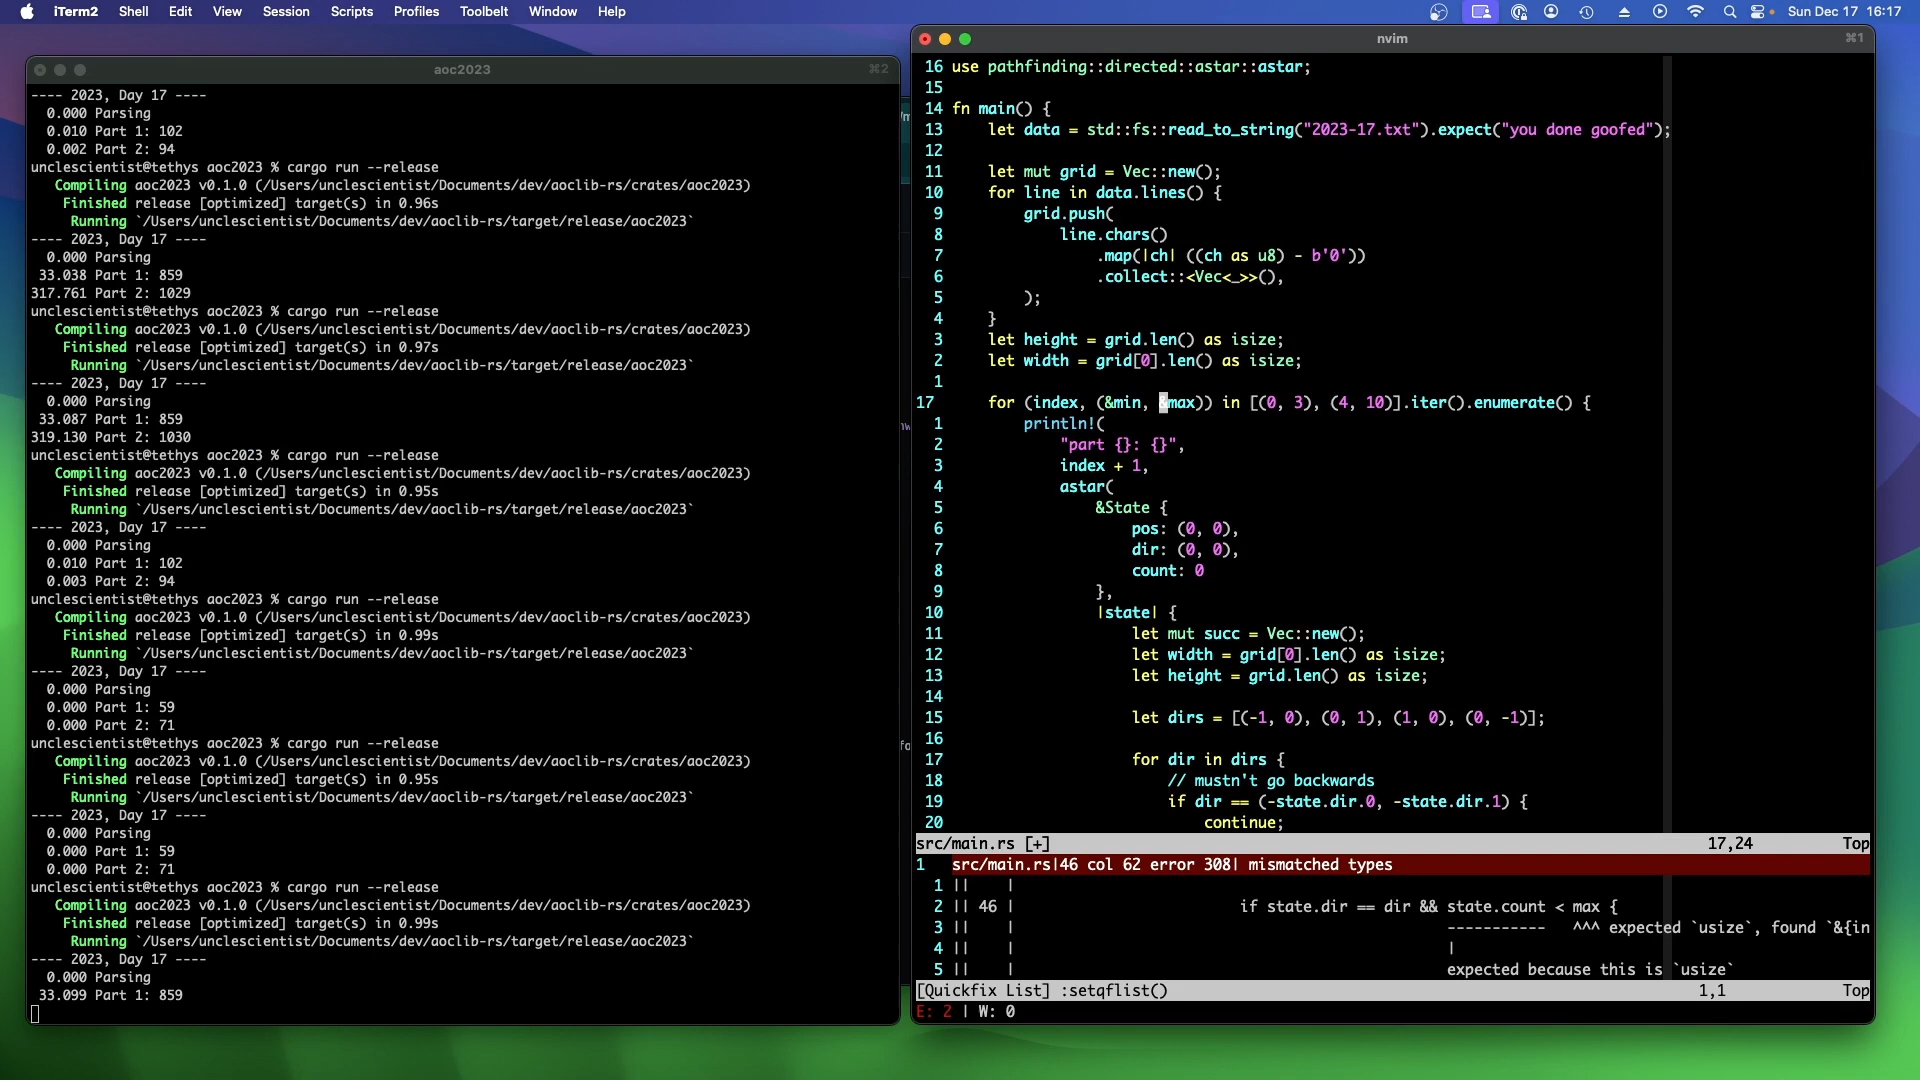 iTerm2 Shell Edit View Session Scripts Profiles Toolbelt Window Help
Sun Dec 17 16:17
aoc2023 ⌘2
---- 2023, Day 17 ----
0.000 Parsing
0.010 Part 1: 102
0.002 Part 2: 94
unclescientist@tethys aoc2023 % cargo run --release
Compiling aoc2023 v0.1.0 (/Users/unclescientist/Documents/dev/aoclib-rs/crates/aoc2023)
Finished release [optimized] target(s) in 0.96s
Running `/Users/unclescientist/Documents/dev/aoclib-rs/target/release/aoc2023`
---- 2023, Day 17 ----
0.000 Parsing
33.038 Part 1: 859
317.761 Part 2: 1029
unclescientist@tethys aoc2023 % cargo run --release
Compiling aoc2023 v0.1.0 (/Users/unclescientist/Documents/dev/aoclib-rs/crates/aoc2023)
Finished release [optimized] target(s) in 0.97s
Running `/Users/unclescientist/Documents/dev/aoclib-rs/target/release/aoc2023`
---- 2023, Day 17 ----
0.000 Parsing
33.087 Part 1: 859
319.130 Part 2: 1030
unclescientist@tethys aoc2023 % cargo run --release
Compiling aoc2023 v0.1.0 (/Users/unclescientist/Documents/dev/aoclib-rs/crates/aoc2023)
Finished release [optimized] target(s) in 0.95s
Running `/Users/unclescientist/Documents/dev/aoclib-rs/target/release/aoc2023`
---- 2023, Day 17 ----
0.000 Parsing
0.010 Part 1: 102
0.003 Part 2: 94
unclescientist@tethys aoc2023 % cargo run --release
Compiling aoc2023 v0.1.0 (/Users/unclescientist/Documents/dev/aoclib-rs/crates/aoc2023)
Finished release [optimized] target(s) in 0.99s
Running `/Users/unclescientist/Documents/dev/aoclib-rs/target/release/aoc2023`
---- 2023, Day 17 ----
0.000 Parsing
0.000 Part 1: 59
0.000 Part 2: 71
unclescientist@tethys aoc2023 % cargo run --release
Compiling aoc2023 v0.1.0 (/Users/unclescientist/Documents/dev/aoclib-rs/crates/aoc2023)
Finished release [optimized] target(s) in 0.95s
Running `/Users/unclescientist/Documents/dev/aoclib-rs/target/release/aoc2023`
---- 2023, Day 17 ----
0.000 Parsing
0.000 Part 1: 59
0.000 Part 2: 71
unclescientist@tethys aoc2023 % cargo run --release
Compiling aoc2023 v0.1.0 (/Users/unclescientist/Documents/dev/aoclib-rs/crates/aoc2023)
Finished release [optimized] target(s) in 0.99s
Running `/Users/unclescientist/Documents/dev/aoclib-rs/target/release/aoc2023`
---- 2023, Day 17 ----
0.000 Parsing
33.099 Part 1: 859
nvim ⌘1
16 use pathfinding::directed::astar::astar;
15
14 fn main() {
13 let data = std::fs::read_to_string("2023-17.txt").expect("you done goofed");
12
11 let mut grid = Vec::new();
10 for line in data.lines() {
9 grid.push(
8 line.chars()
7 .map(|ch| ((ch as u8) - b'0'))
6 .collect::<Vec<_>>(),
5 );
4 }
3 let height = grid.len() as isize;
2 let width = grid[0].len() as isize;
1
17 for (index, (&min, &max)) in [(0, 3), (4, 10)].iter().enumerate() {
1 println!(
2 "part {}: {}",
3 index + 1,
4 astar(
5 &State {
6 pos: (0, 0),
7 dir: (0, 0),
8 count: 0
9 },
10 |state| {
11 let mut succ = Vec::new();
12 let width = grid[0].len() as isize;
13 let height = grid.len() as isize;
14
15 let dirs = [(-1, 0), (0, 1), (1, 0), (0, -1)];
16
17 for dir in dirs {
18 // mustn't go backwards
19 if dir == (-state.dir.0, -state.dir.1) {
20 continue;
src/main.rs [+] 17,24 Top
1 src/main.rs|46 col 62 error 308| mismatched types
1 || |
2 || 46 | if state.dir == dir && state.count < max {
3 || | ----------- ^^^ expected `usize`, found `&{in
4 || | |
5 || | expected because this is `usize`
[Quickfix List] :setqflist() 1,1 Top
E: 2 | W: 0